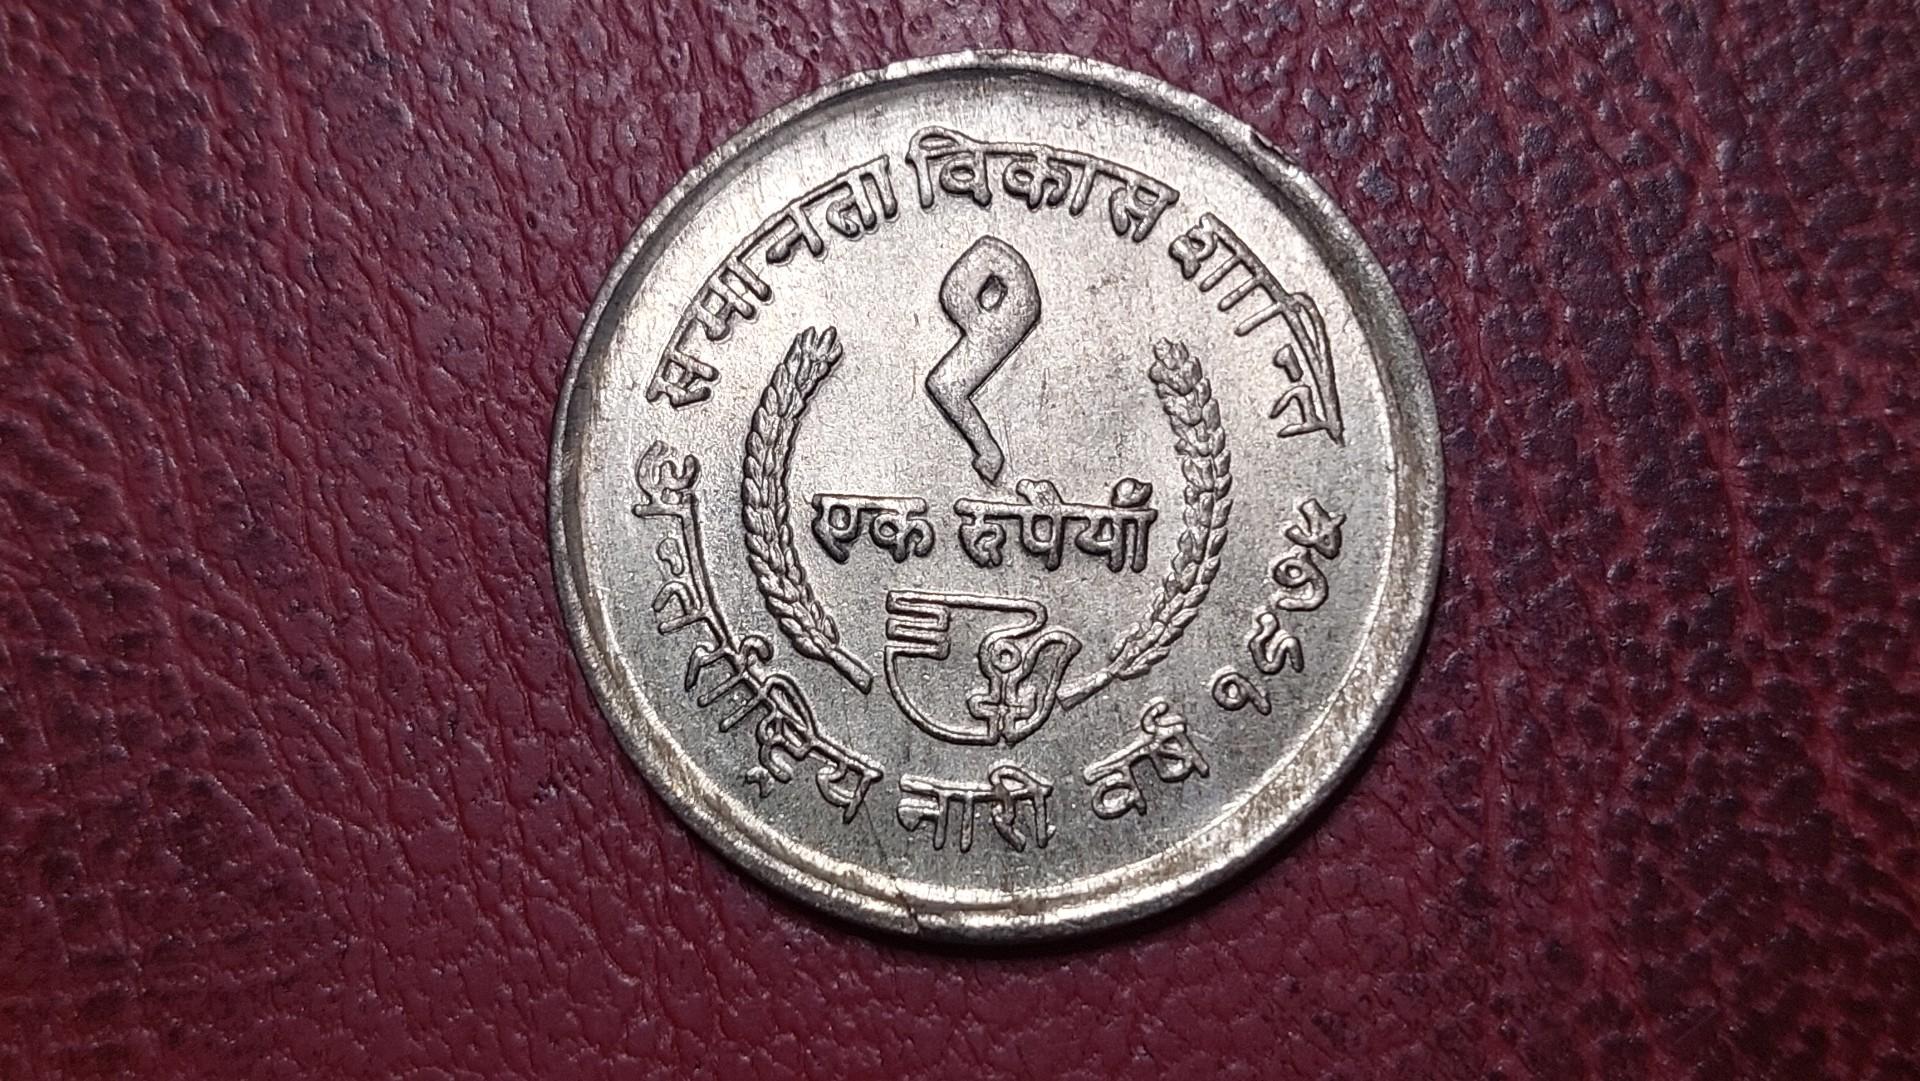 समानता विकास शान्ति
१
एक रुपैयाँ
अन्तर्राष्ट्रिय नारी वर्ष १९७५